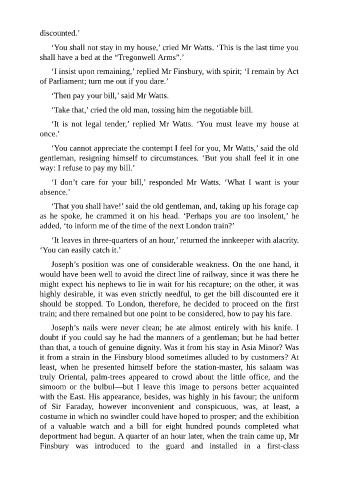 discounted.’
‘You shall not stay in my house,’ cried Mr Watts. ‘This is the last time you
shall have a bed at the “Tregonwell Arms”.’
‘I insist upon remaining,’ replied Mr Finsbury, with spirit; ‘I remain by Act
of Parliament; turn me out if you dare.’
‘Then pay your bill,’ said Mr Watts.
‘Take that,’ cried the old man, tossing him the negotiable bill.
‘It is not legal tender,’ replied Mr Watts. ‘You must leave my house at
once.’
‘You cannot appreciate the contempt I feel for you, Mr Watts,’ said the old
gentleman, resigning himself to circumstances. ‘But you shall feel it in one
way: I refuse to pay my bill.’
‘I don’t care for your bill,’ responded Mr Watts. ‘What I want is your
absence.’
‘That you shall have!’ said the old gentleman, and, taking up his forage cap
as he spoke, he crammed it on his head. ‘Perhaps you are too insolent,’ he
added, ‘to inform me of the time of the next London train?’
‘It leaves in three-quarters of an hour,’ returned the innkeeper with alacrity.
‘You can easily catch it.’
Joseph’s position was one of considerable weakness. On the one hand, it
would have been well to avoid the direct line of railway, since it was there he
might expect his nephews to lie in wait for his recapture; on the other, it was
highly desirable, it was even strictly needful, to get the bill discounted ere it
should be stopped. To London, therefore, he decided to proceed on the first
train; and there remained but one point to be considered, how to pay his fare.
Joseph’s nails were never clean; he ate almost entirely with his knife. I
doubt if you could say he had the manners of a gentleman; but he had better
than that, a touch of genuine dignity. Was it from his stay in Asia Minor? Was
it from a strain in the Finsbury blood sometimes alluded to by customers? At
least, when he presented himself before the station-master, his salaam was
truly Oriental, palm-trees appeared to crowd about the little office, and the
simoom or the bulbul—but I leave this image to persons better acquainted
with the East. His appearance, besides, was highly in his favour; the uniform
of Sir Faraday, however inconvenient and conspicuous, was, at least, a
costume in which no swindler could have hoped to prosper; and the exhibition
of a valuable watch and a bill for eight hundred pounds completed what
deportment had begun. A quarter of an hour later, when the train came up, Mr
Finsbury was introduced to the guard and installed in a first-class